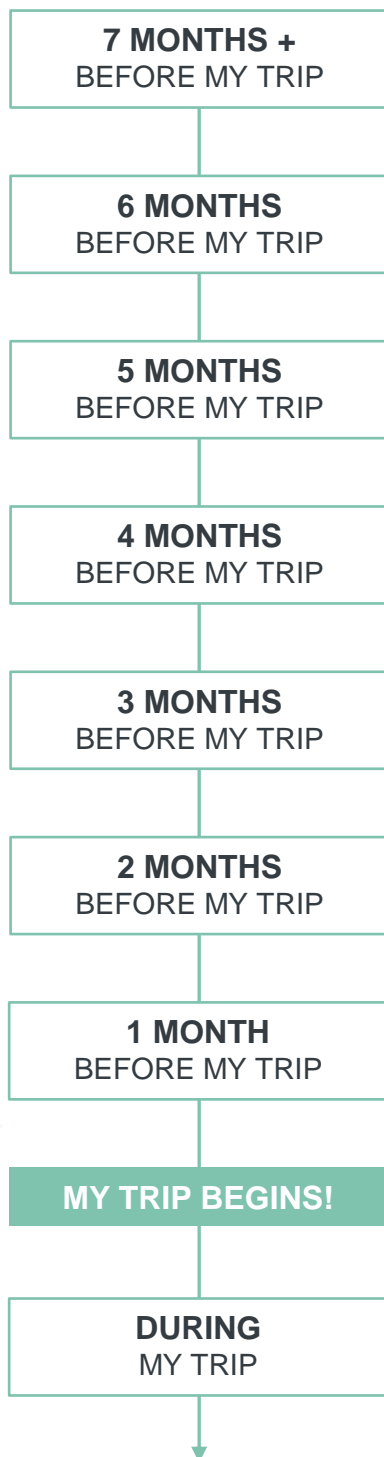 7 MONTHS +
BEFORE MY TRIP
6 MONTHS
BEFORE MY TRIP
5 MONTHS
BEFORE MY TRIP
4 MONTHS
BEFORE MY TRIP
3 MONTHS
BEFORE MY TRIP
2 MONTHS
BEFORE MY TRIP
1 MONTH
BEFORE MY TRIP
MY TRIP BEGINS!
DURING
MY TRIP